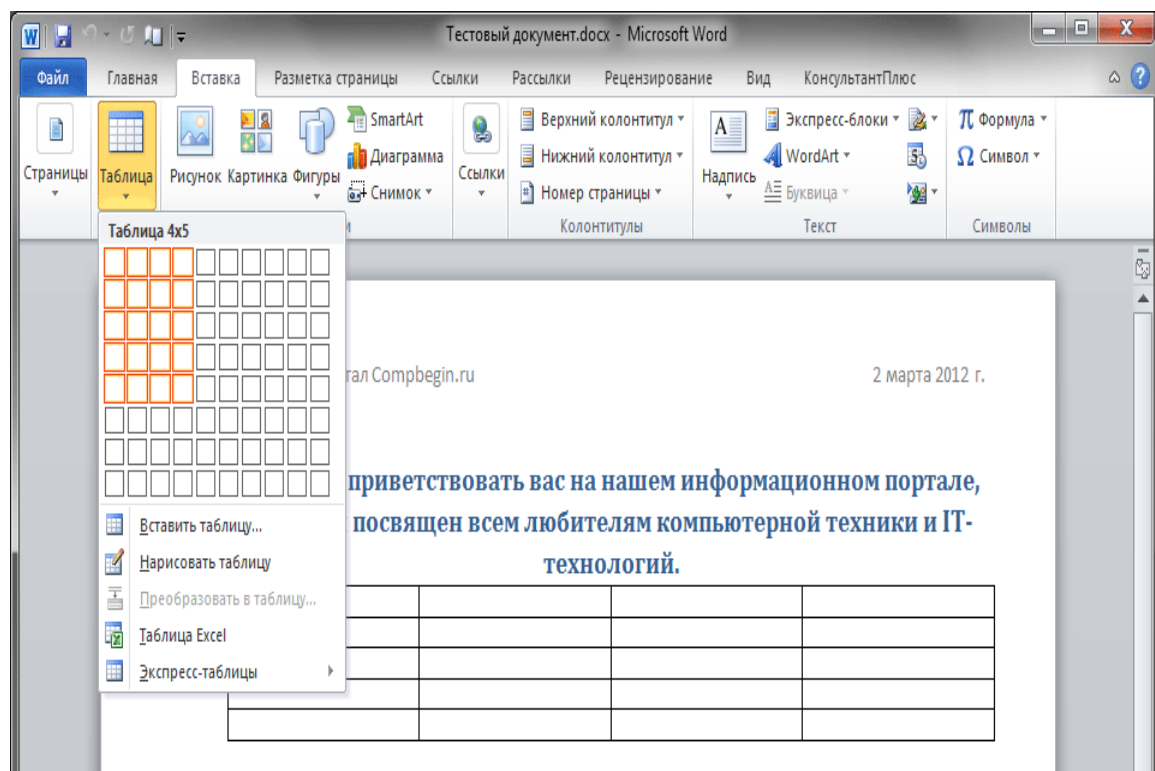 W
Тестовый документ.docx - Microsoft Word
Файл Главная Вставка Разметка страницы Ссылки Рассылки Рецензирование Вид КонсультантПлюс
Страницы
Таблица
Рисунок
Картинка
Фигуры
SmartArt
Диаграмма
Снимок
Ссылки
Верхний колонтитул
Нижний колонтитул
Номер страницы
Колонтитулы
Надпись
Экспресс-блоки
WordArt
Буквица
Текст
π Формула
Ω Символ
Символы
Таблица 4x5
Вставить таблицу...
Нарисовать таблицу
Преобразовать в таблицу...
Таблица Excel
Экспресс-таблицы
Compbegin.ru 2 марта 2012 г.
приветствовать вас на нашем информационном портале,
посвящен всем любителям компьютерной техники и IT-
технологий.